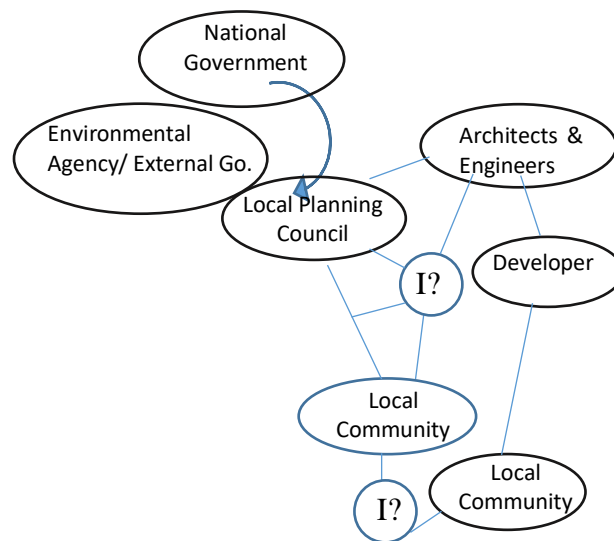 National
Government
Environmental
Agency/ External Go.
Architects &
Engineers
Local Planning
Council
Developer
I?
Local
Community
Local
Community
I?